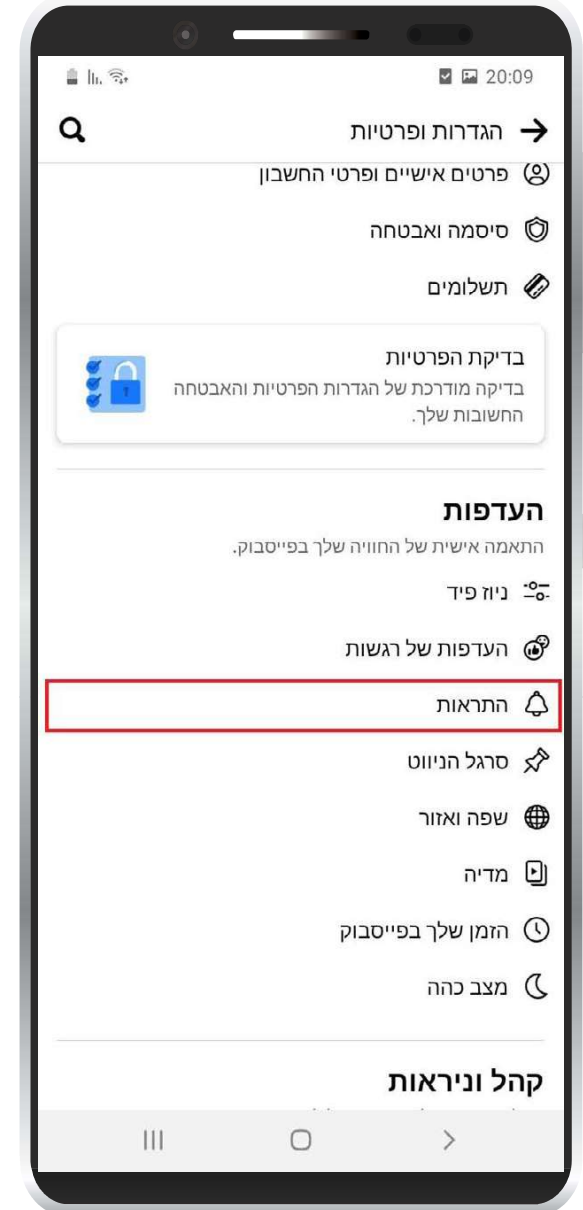 20:09
הגדרות ופרטיות
פרטים אישיים ופרטי החשבון
סיסמה ואבטחה
תשלומים
בדיקת הפרטיות
בדיקה מודרכת של הגדרות הפרטיות והאבטחה
החשובות שלך.
העדפות
התאמה אישית של החוויה שלך בפייסבוק.
ניוז פיד
העדפות של רגשות
התראות
סרגל הניווט
שפה ואזור
מדיה
הזמן שלך בפייסבוק
מצב כהה
קהל וניראות